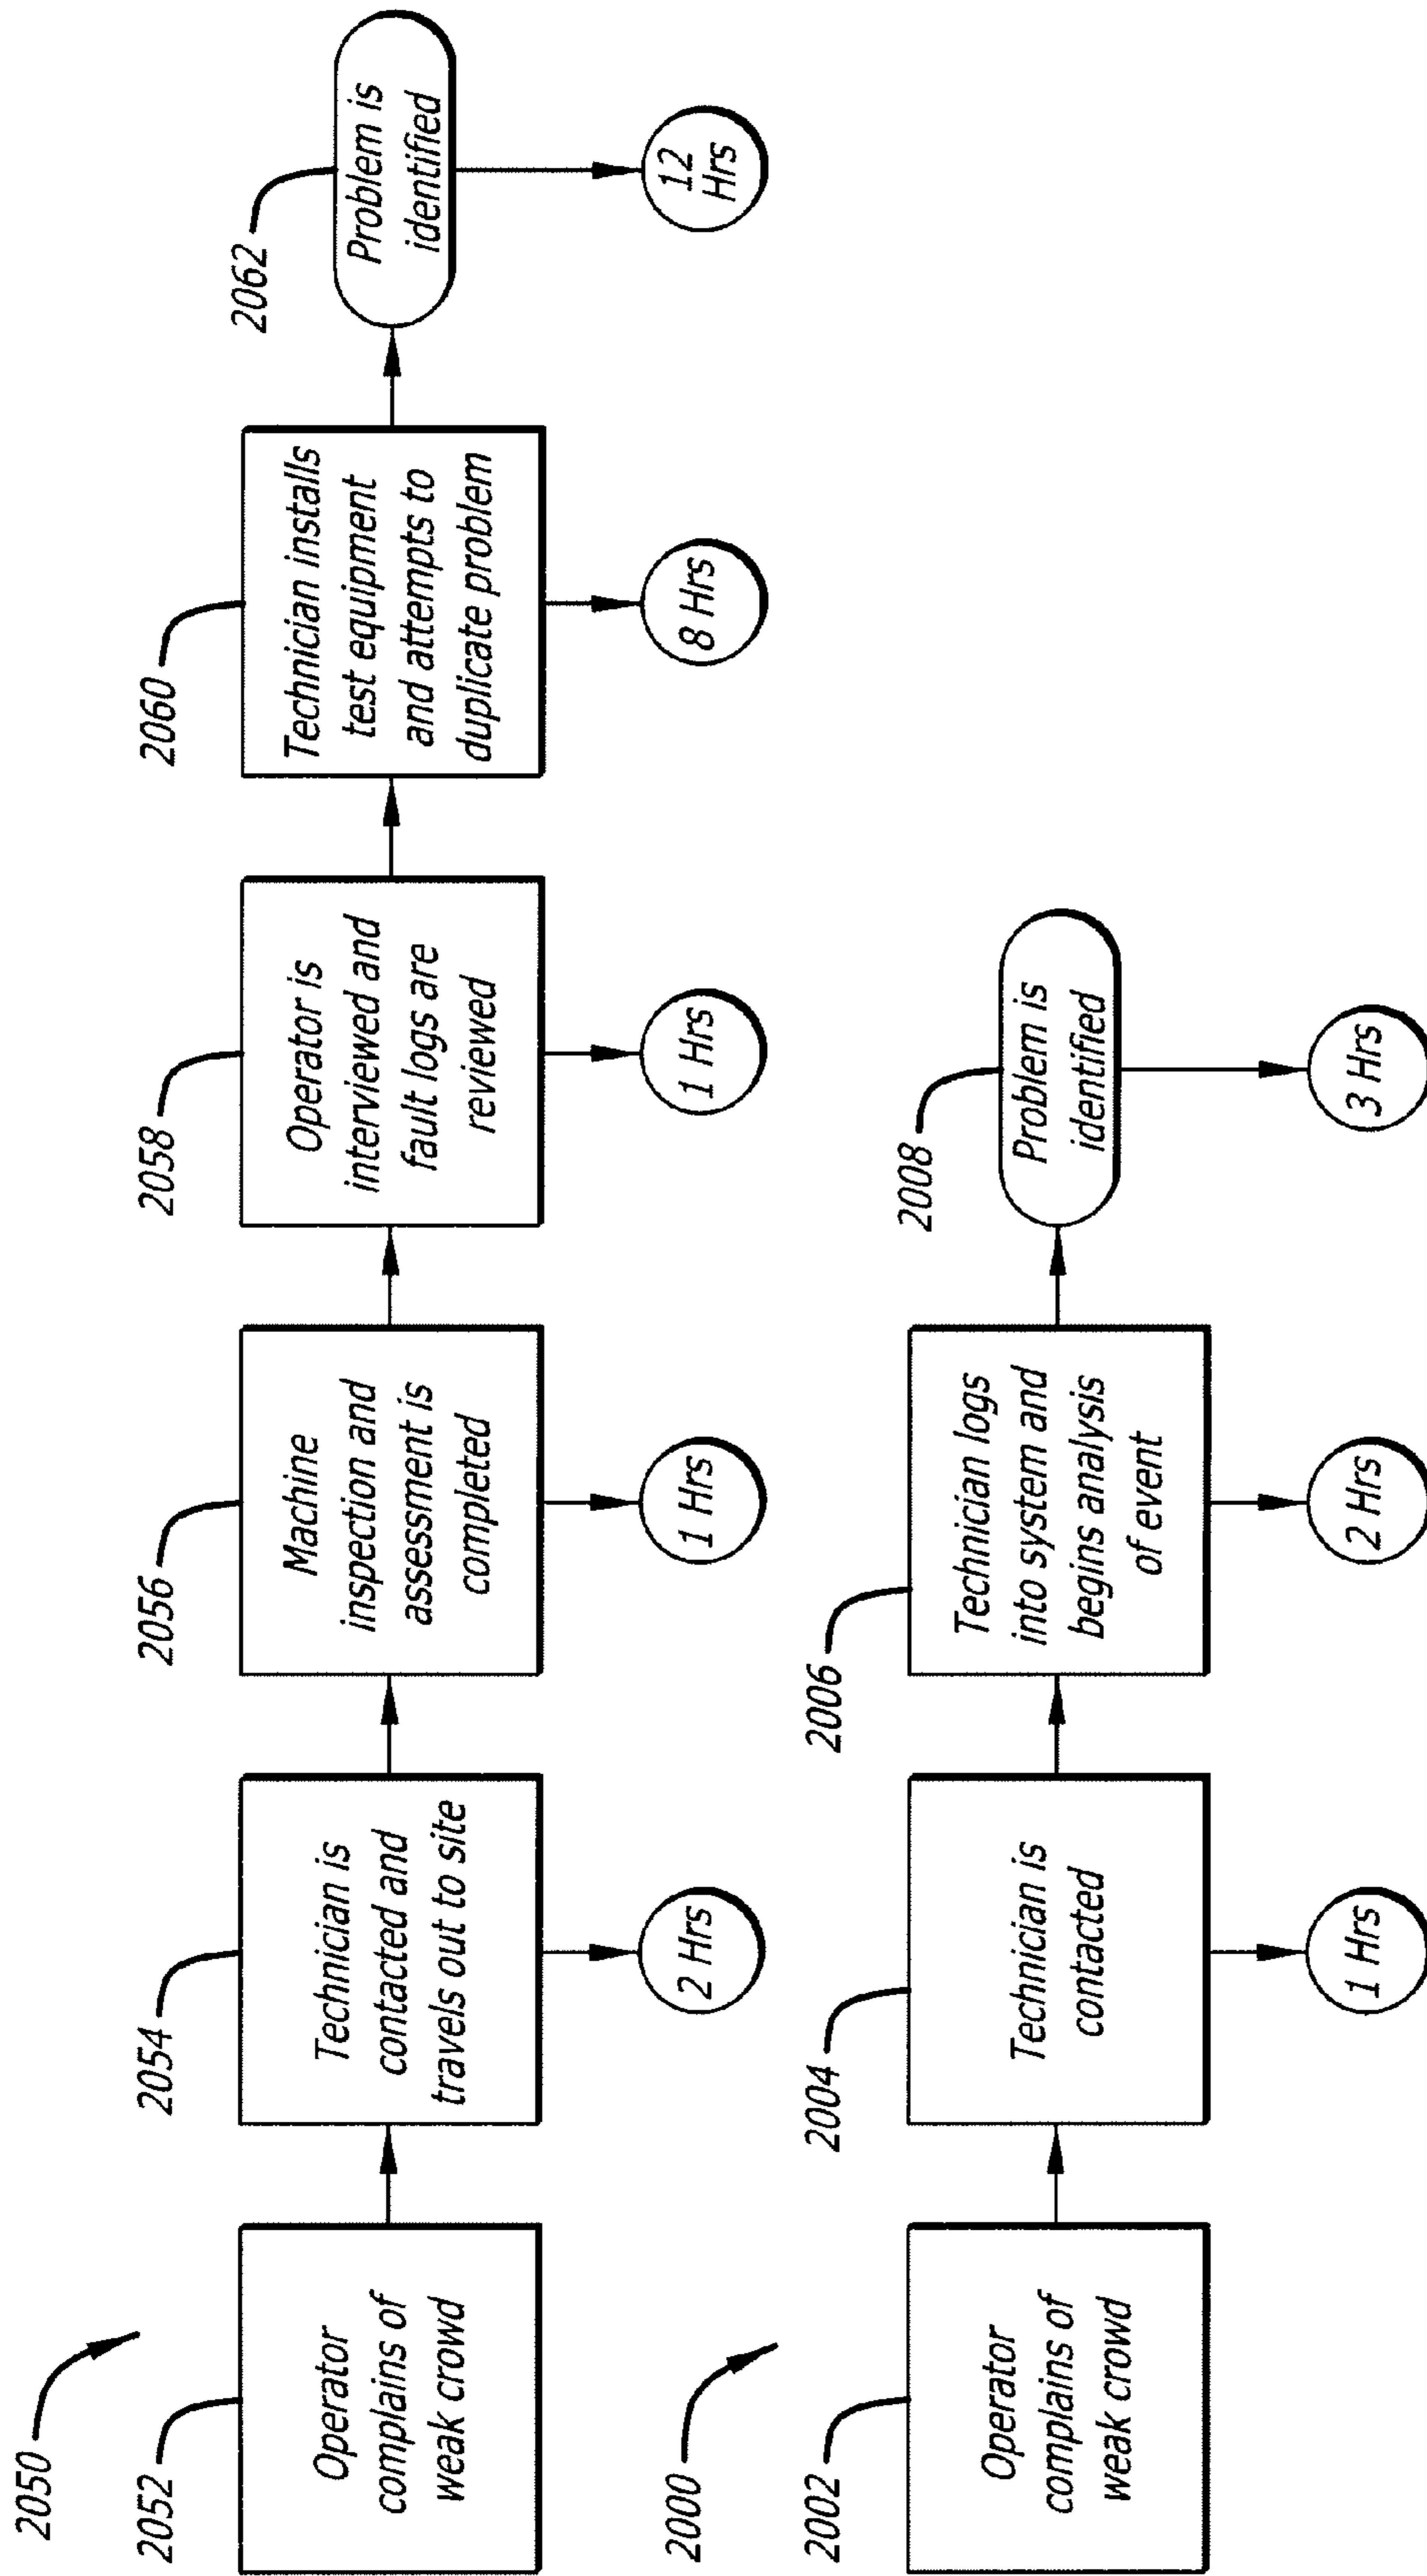 2050
2052
Operator
complains of
weak crowd
2054
Technician is
contacted and
travels out to site
2 Hrs
2056
Machine
inspection and
assessment is
completed
1 Hrs
2058
Operator is
interviewed and
fault logs are
reviewed
1 Hrs
2060
Technician installs
test equipment
and attempts to
duplicate problem
8 Hrs
2062
Problem is
identified
12
Hrs
2000
2002
Operator
complains of
weak crowd
2004
Technician is
contacted
1 Hrs
2006
Technician logs
into system and
begins analysis
of event
2 Hrs
2008
Problem is
identified
3 Hrs